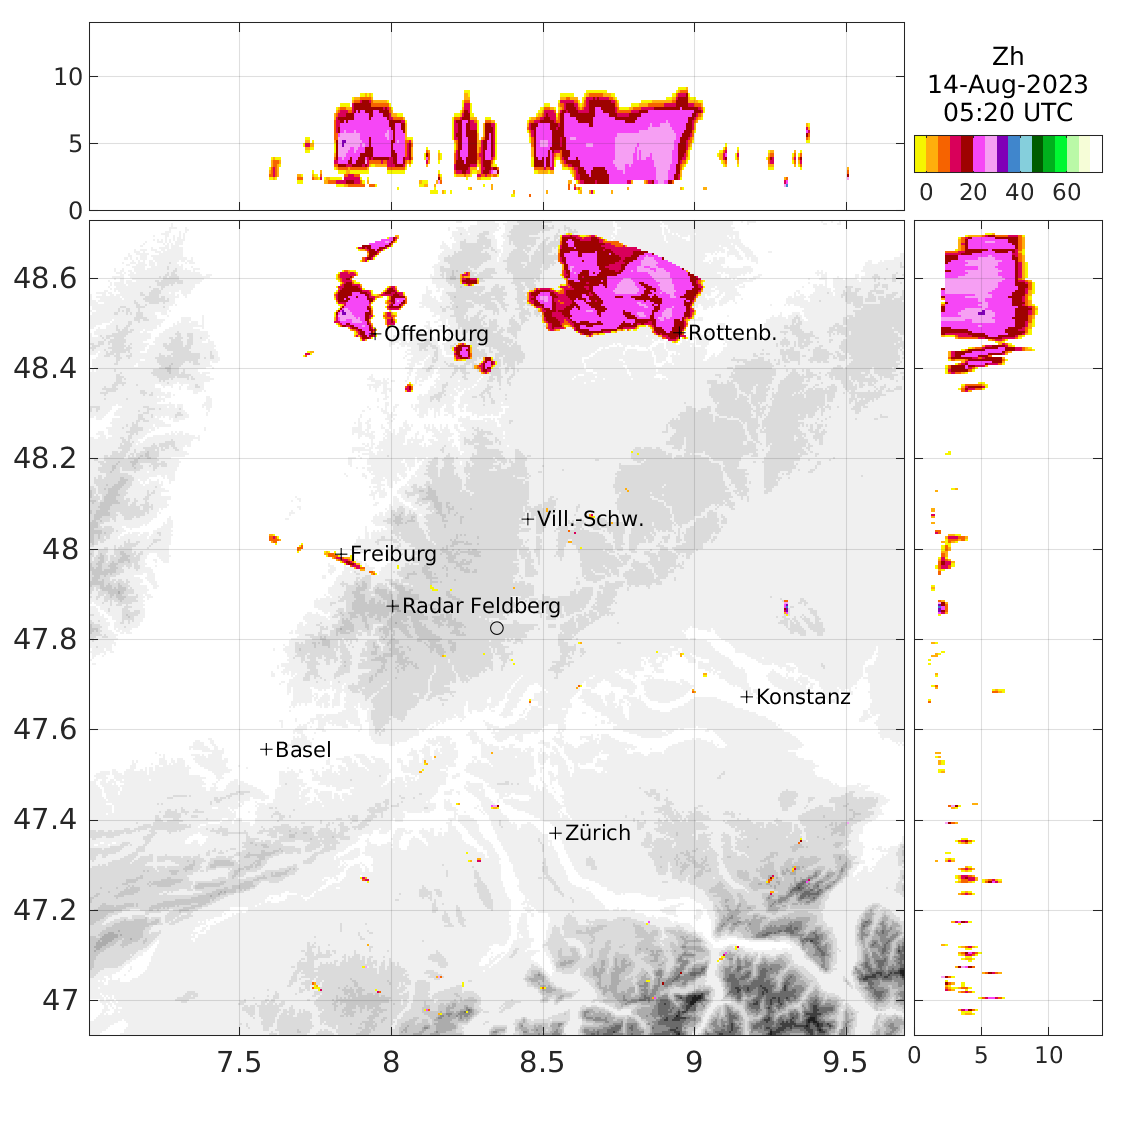 10
5
0
Zh
14-Aug-2023
05:20 UTC
0 20 40 60
48.6
48.4
48.2
48
47.8
47.6
47.4
47.2
47
Offenburg
Rottenb.
Vill.-Schw.
Freiburg
Radar Feldberg
Konstanz
Basel
Zürich
7.5 8 8.5 9 9.5
0 5 10